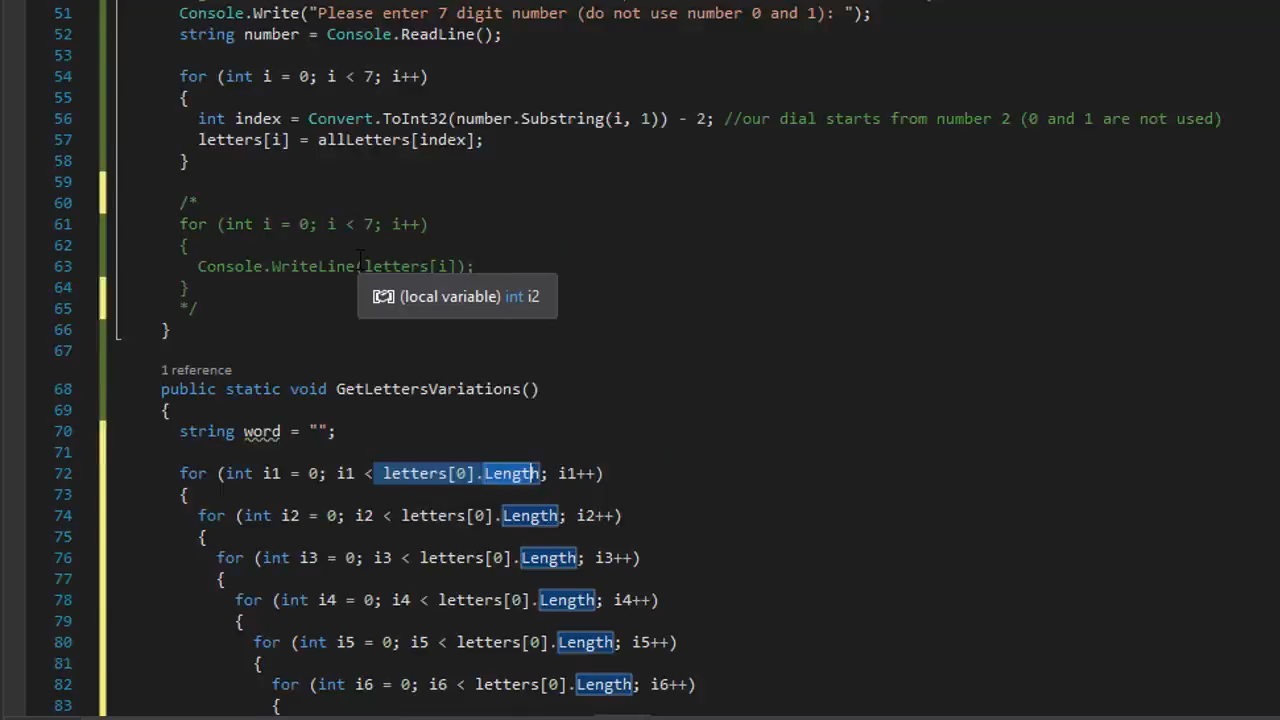 51 Console.Write("Please enter 7 digit number (do not use number 0 and 1): ");
52 string number = Console.ReadLine();
53
54 for (int i = 0; i < 7; i++)
55 {
56 int index = Convert.ToInt32(number.Substring(i, 1)) - 2; //our dial starts from number 2 (0 and 1 are not used)
57 letters[i] = allLetters[index];
58 }
59
60 /*
61 for (int i = 0; i < 7; i++)
62 {
63 Console.WriteLine(letters[i]);
64 }
(local variable) int i2
65 */
66 }
67
1 reference
68 public static void GetLettersVariations()
69 {
70 string word = "";
71
72 for (int i1 = 0; i1 < letters[0].Length; i1++)
73 {
74 for (int i2 = 0; i2 < letters[0].Length; i2++)
75 {
76 for (int i3 = 0; i3 < letters[0].Length; i3++)
77 {
78 for (int i4 = 0; i4 < letters[0].Length; i4++)
79 {
80 for (int i5 = 0; i5 < letters[0].Length; i5++)
81 {
82 for (int i6 = 0; i6 < letters[0].Length; i6++)
83 {